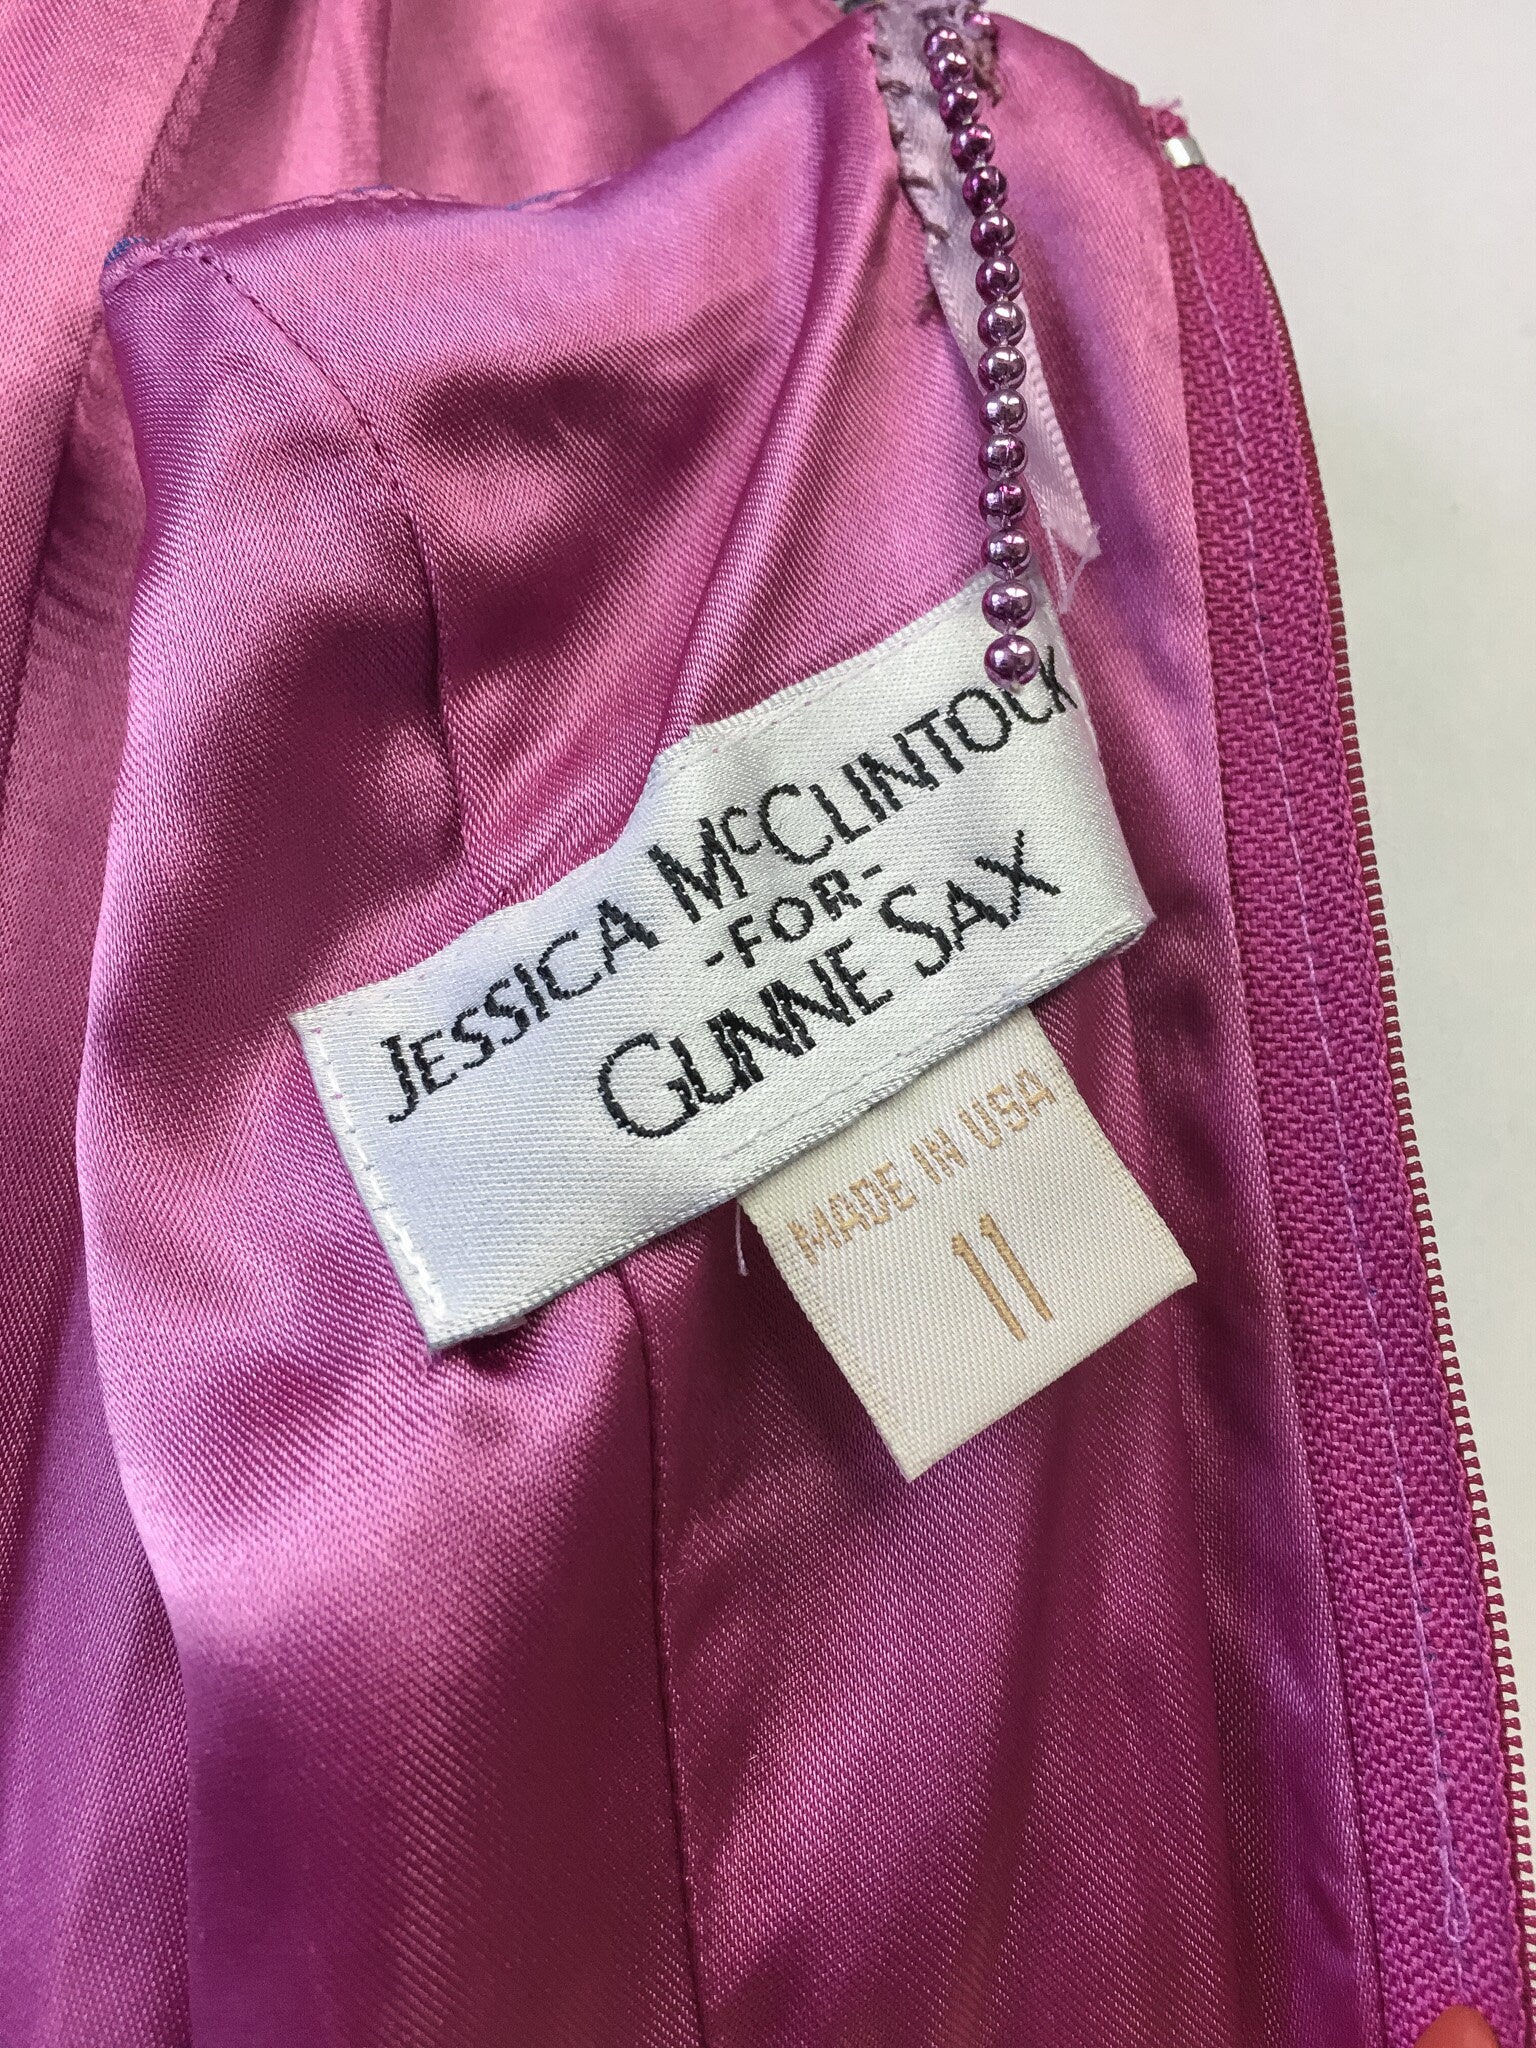 JESSICA McCLINTOCK
-FOR-
GUNNE SAX
MADE IN USA
11